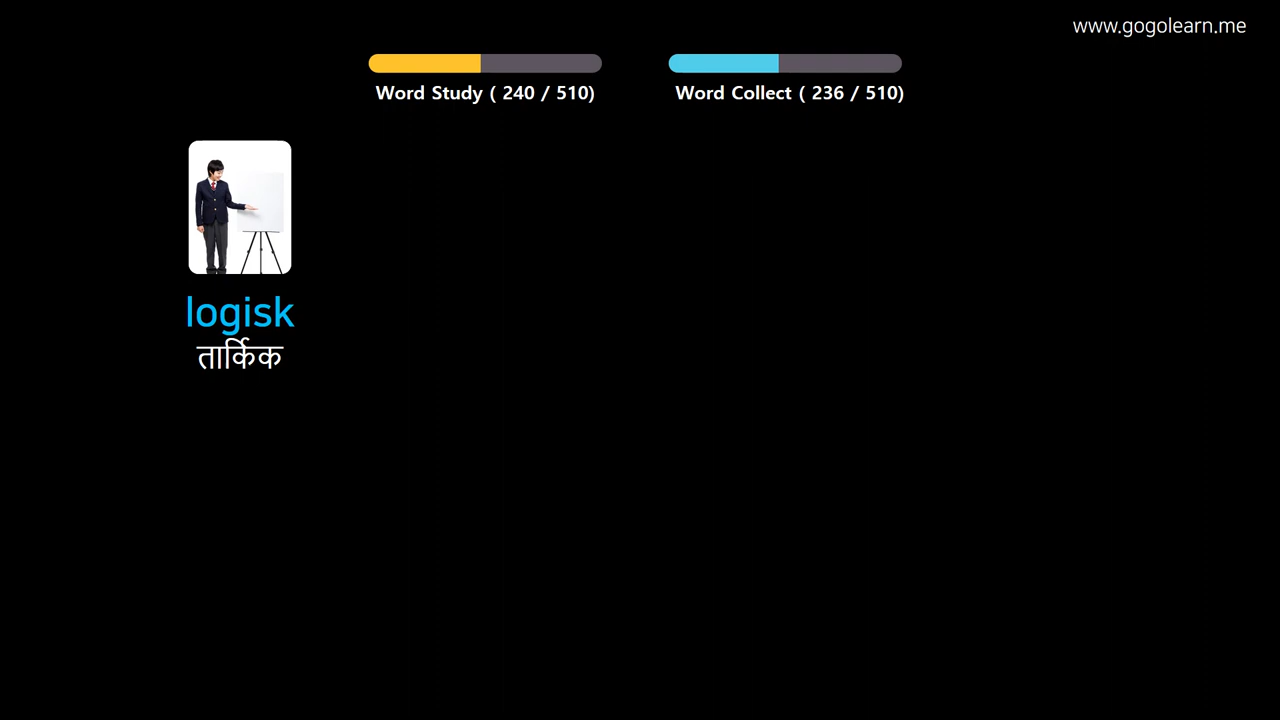 www.gogolearn.me
Word Study ( 240 / 510)
Word Collect ( 236 / 510)
logisk
तार्किक